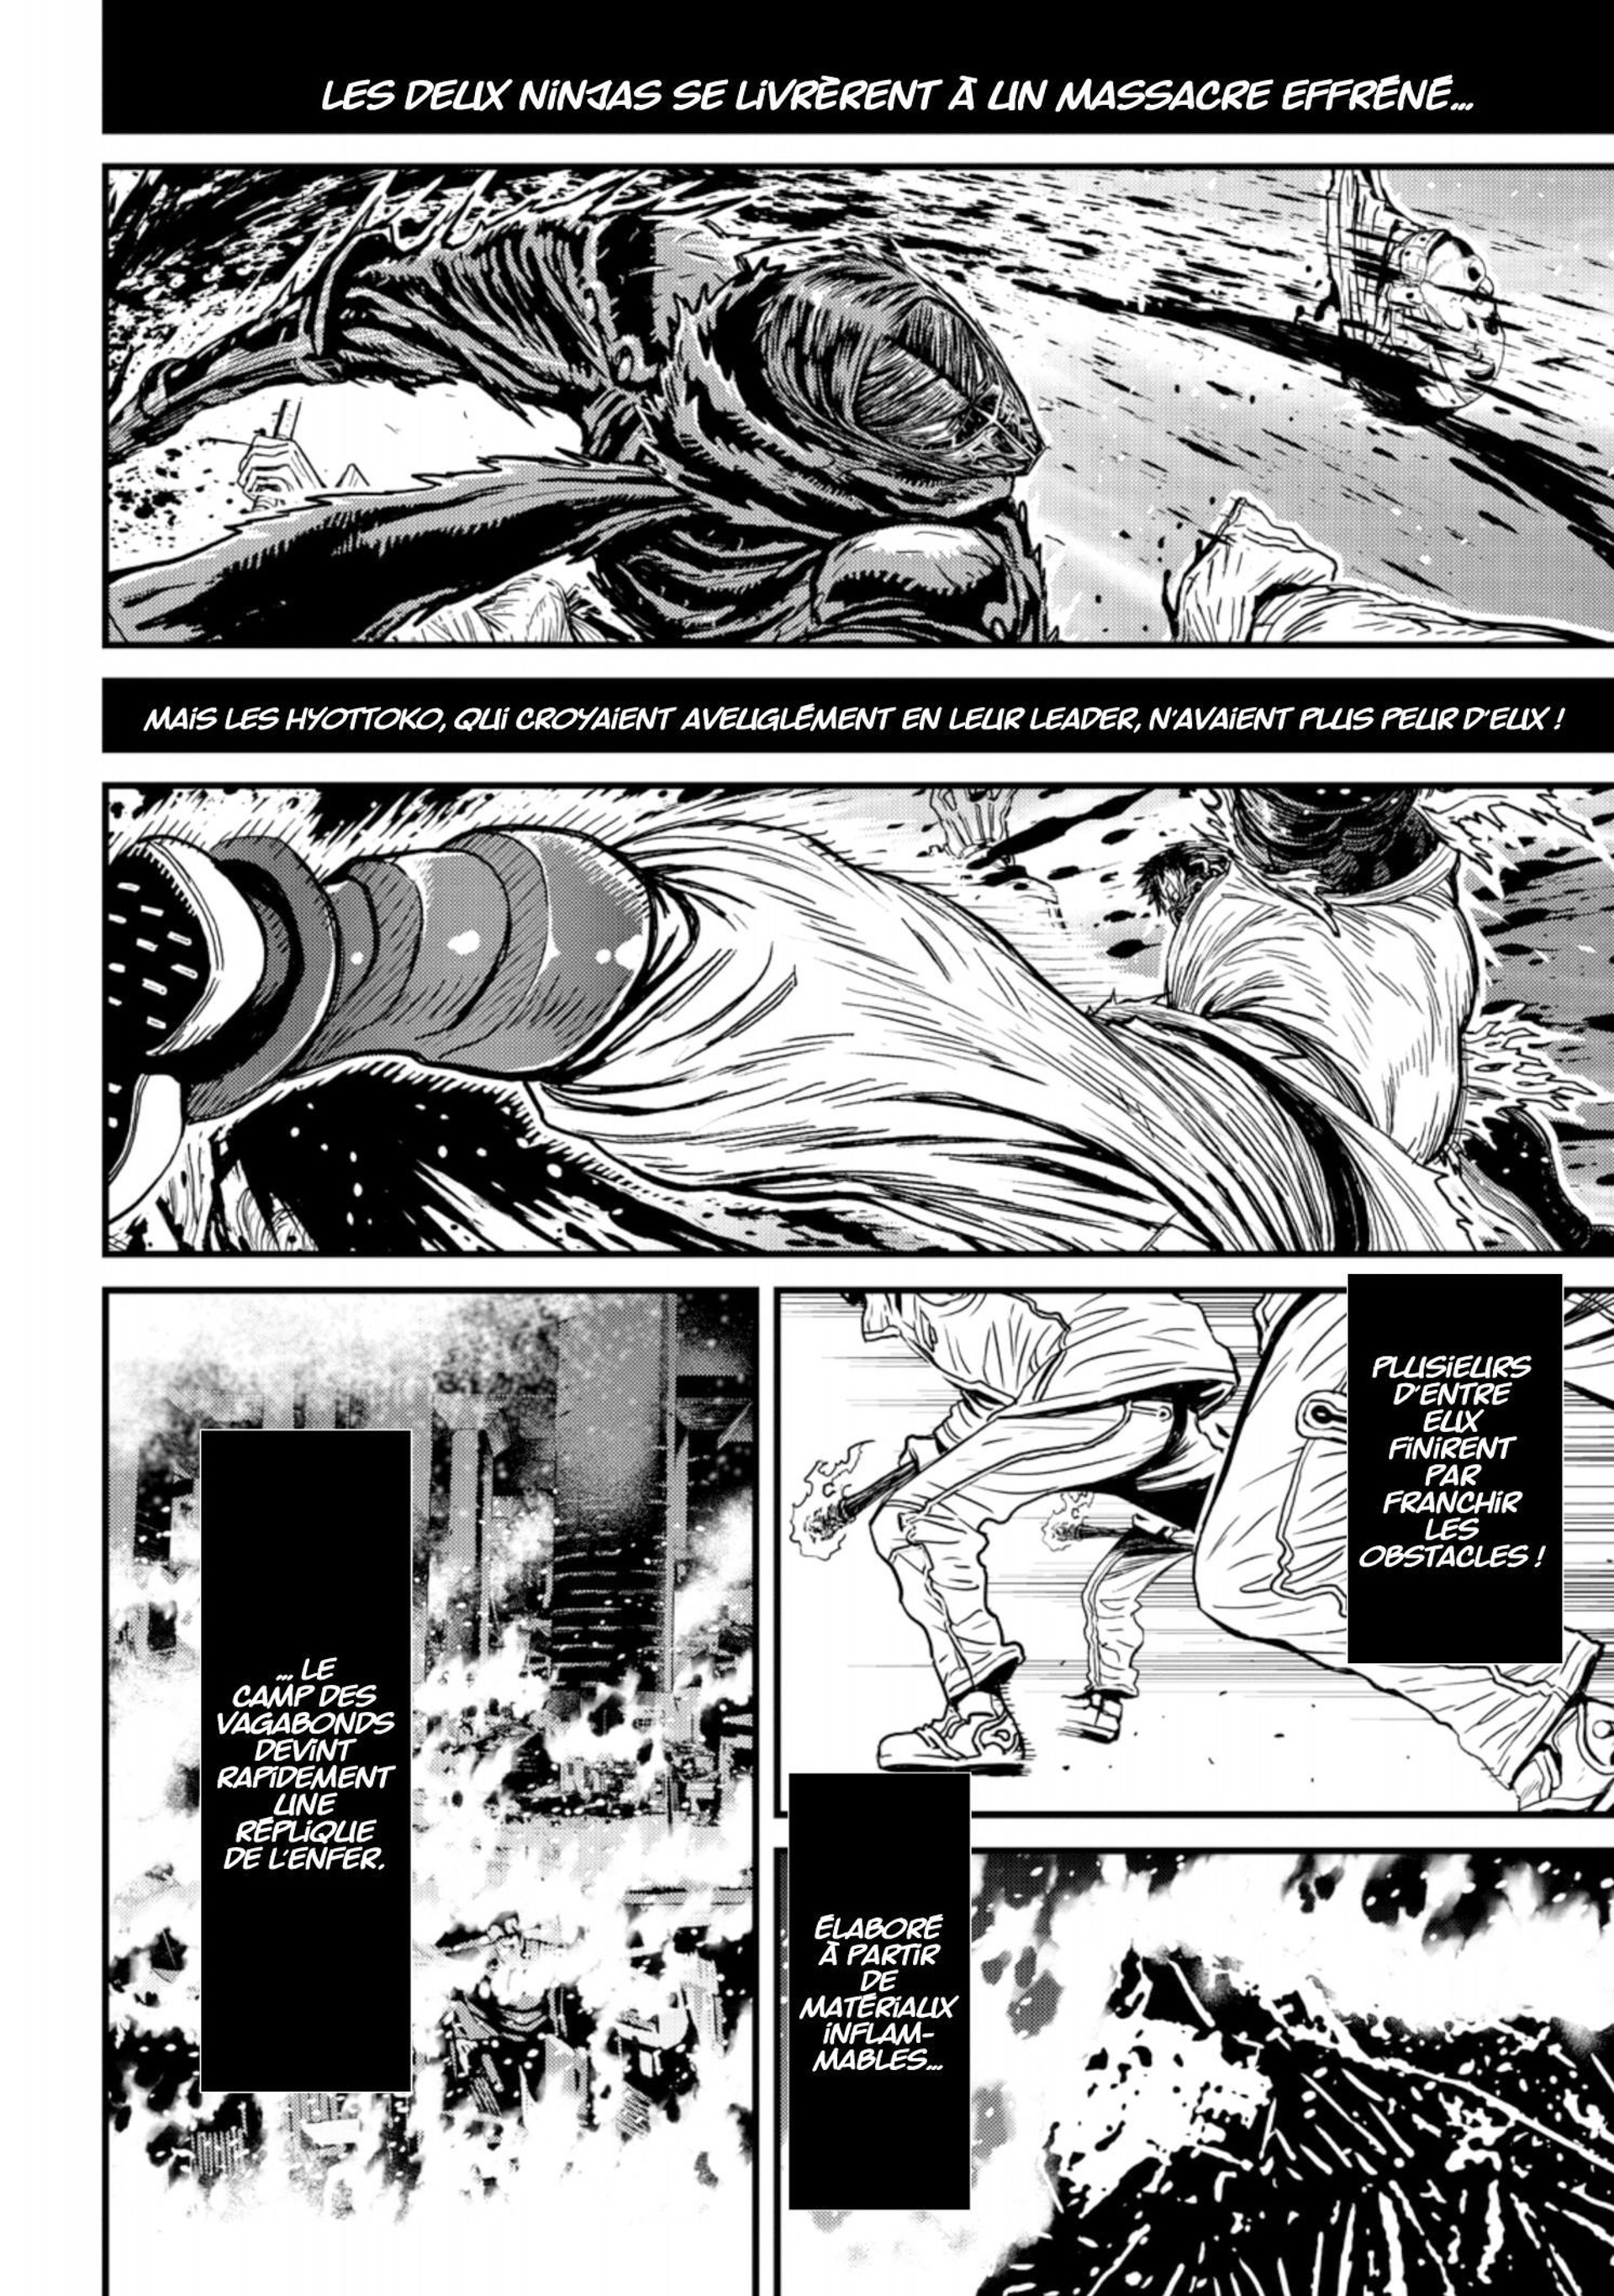 LES DEUX NINJAS SE LIVRÈRENT À UN MASSACRE EFFRÉNÉ...
MAIS LES HYOTTOKO, QUI CROYAIENT AVEUGLÉMENT EN LEUR LEADER, N'AVAIENT PLUS PEUR D'EUX !
PLUSIEURS
D'ENTRE
EUX
FINIRENT
PAR
FRANCHIR
LES
OBSTACLES !
ÉLABORÉ
À PARTIR
DE
MATÉRIAUX
INFLAM-
MABLES...
... LE
CAMP DES
VAGABONDS
DEVINT
RAPIDEMENT
UNE
RÉPLIQUE
DE L'ENFER.